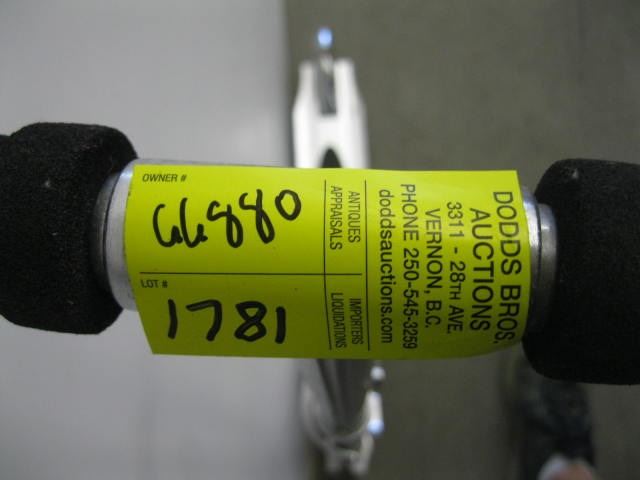 OWNER #
66880
LOT #
1781
DODDS BROS.
AUCTIONS
3311 - 28TH AVE.
VERNON, B.C.
PHONE 250-545-3259
doddsauctions.com
ANTIQUES
APPRAISALS
IMPORTERS
LIQUIDATIONS